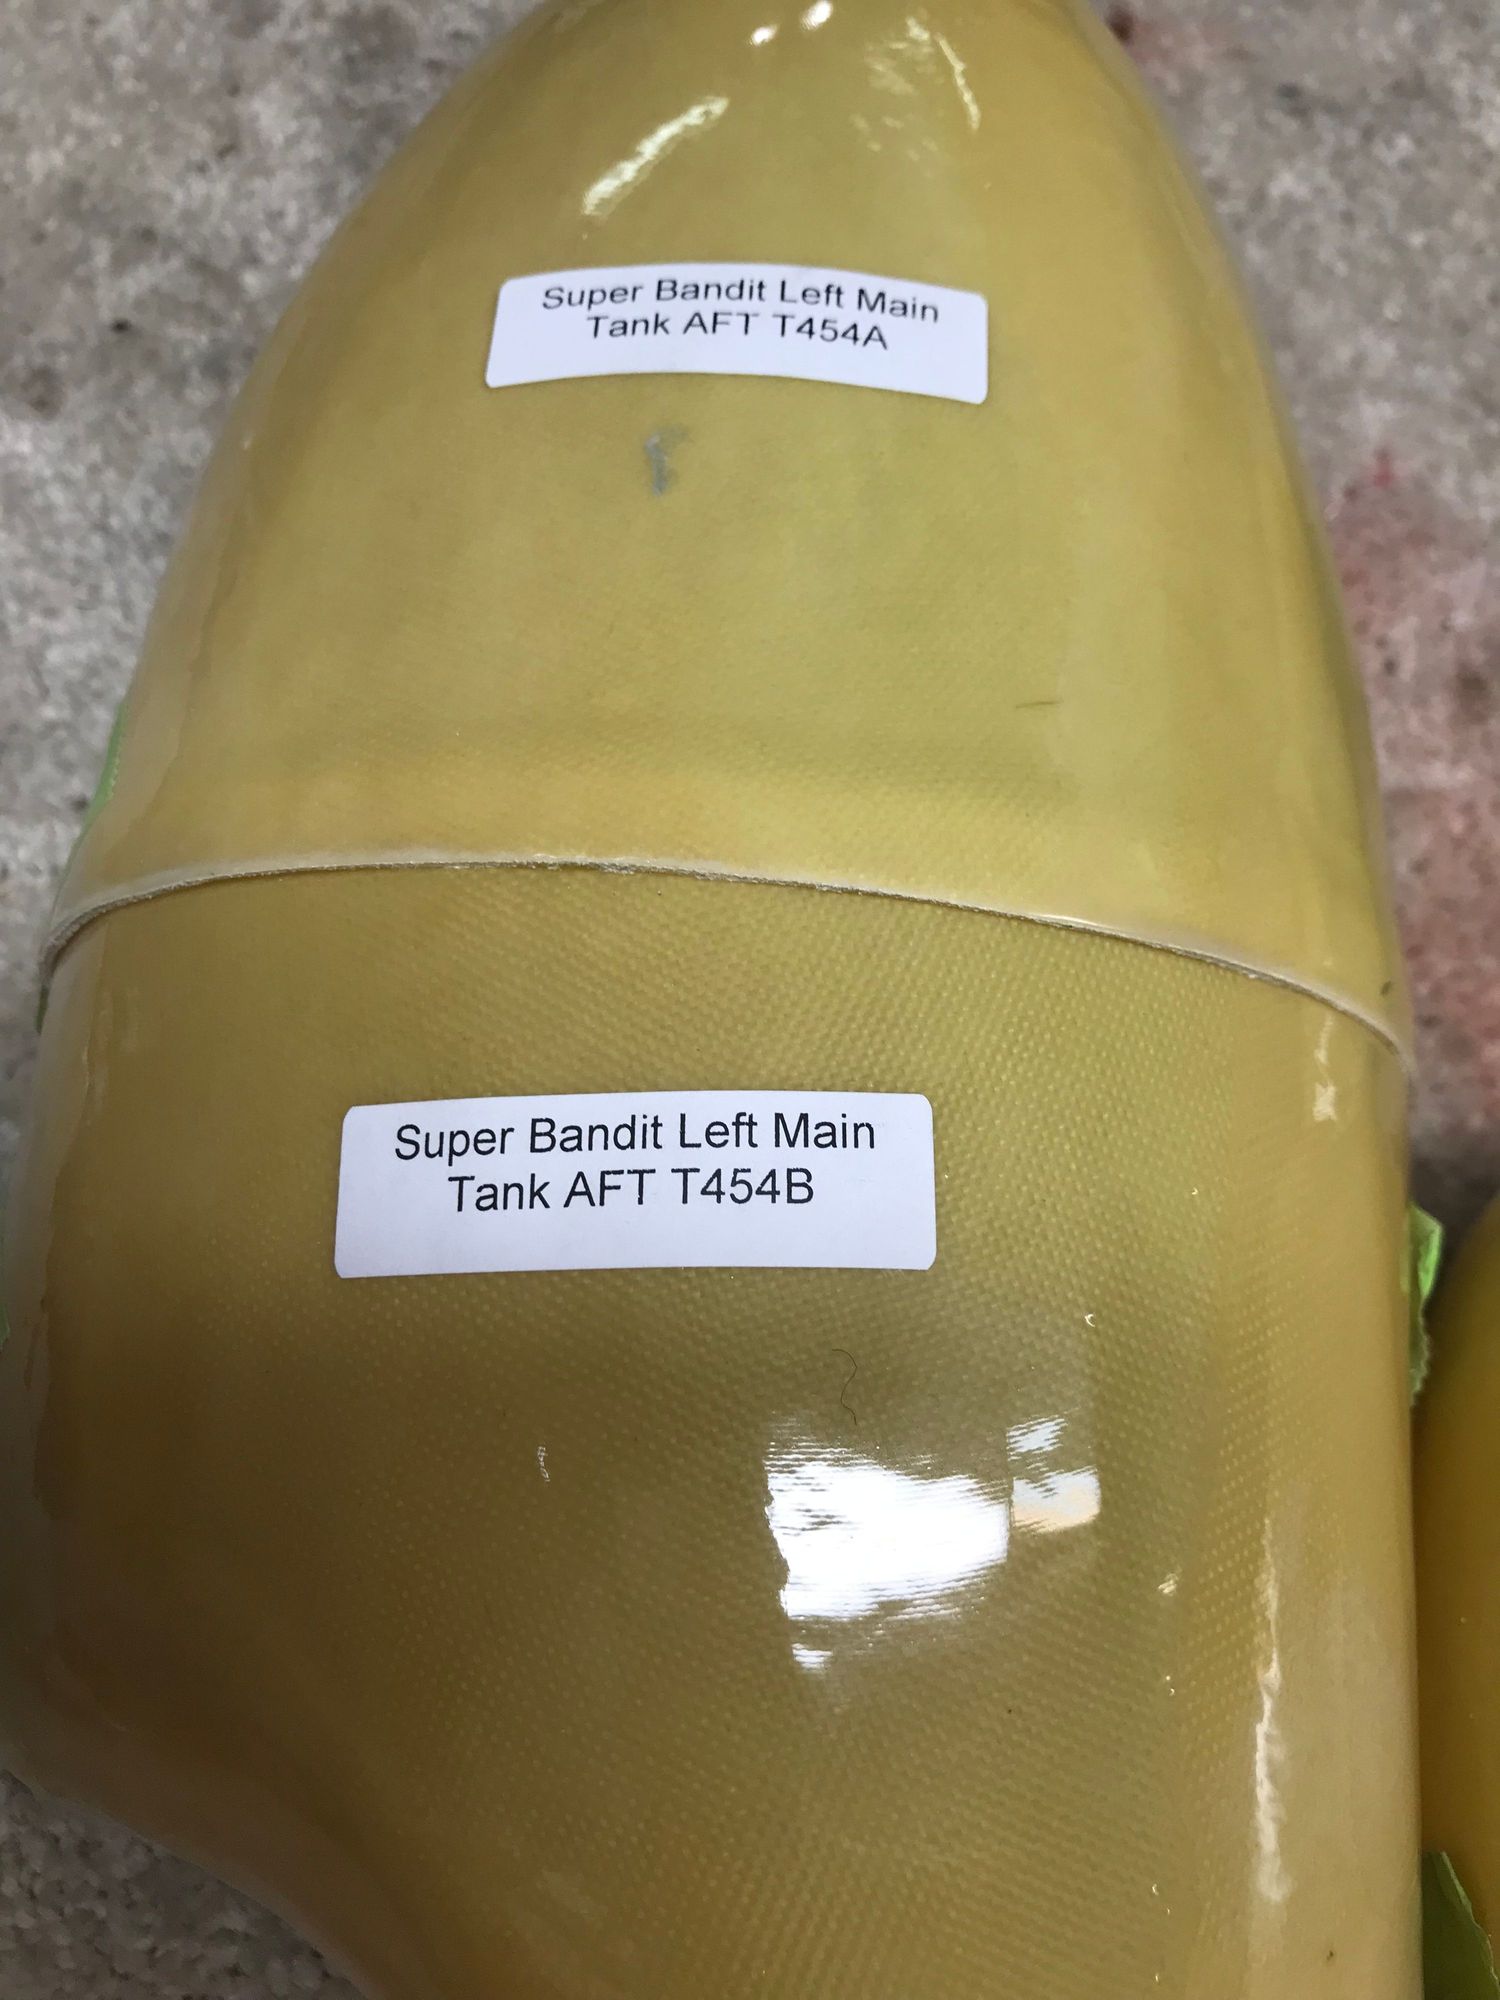 Super Bandit Left Main
Tank AFT T454A
Super Bandit Left Main
Tank AFT T454B